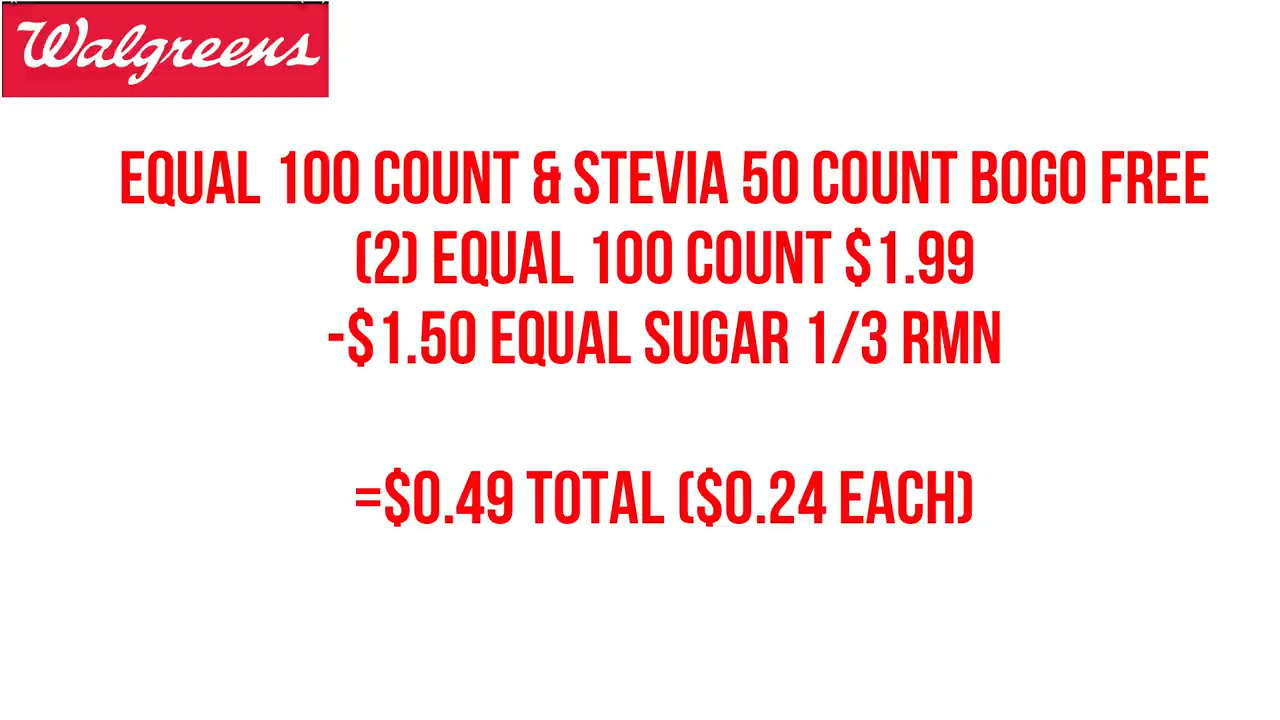 Walgreens
EQUAL 100 COUNT & STEVIA 50 COUNT BOGO FREE
(2) EQUAL 100 COUNT $1.99
-$1.50 EQUAL SUGAR 1/3 RMN
=$0.49 TOTAL ($0.24 EACH)